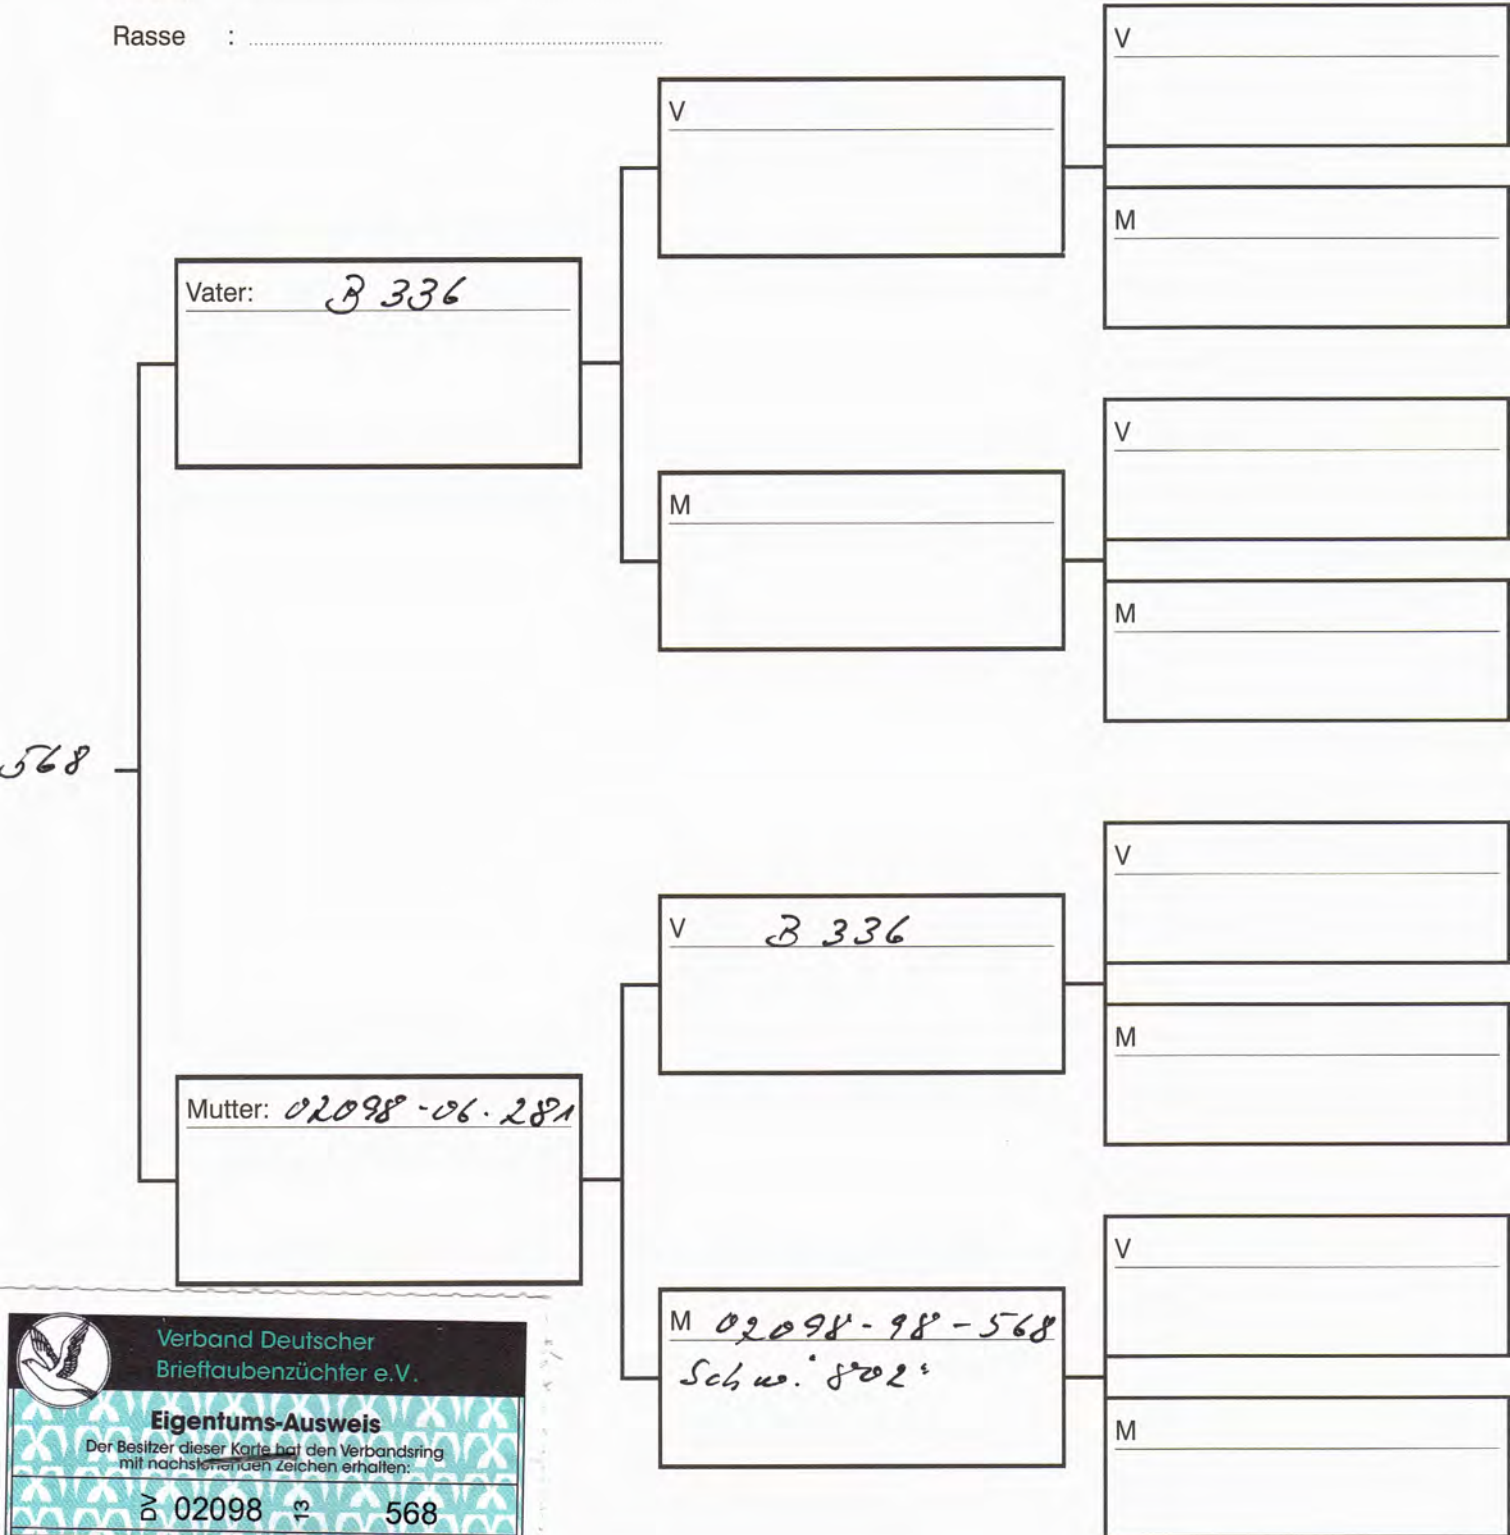 Rasse :
V
V
M
Vater: B 336
V
M
M
568
V
V B 336
M
Mutter: 02098-06.281
V
M 02098-98-568
Schw. "802"
M
Verband Deutscher
Brieftaubenzüchter e.V.
Eigentums-Ausweis
Der Besitzer dieser Karte hat den Verbandsring
mit nachstehenden Zeichen erhalten:
DV 02098 13 568